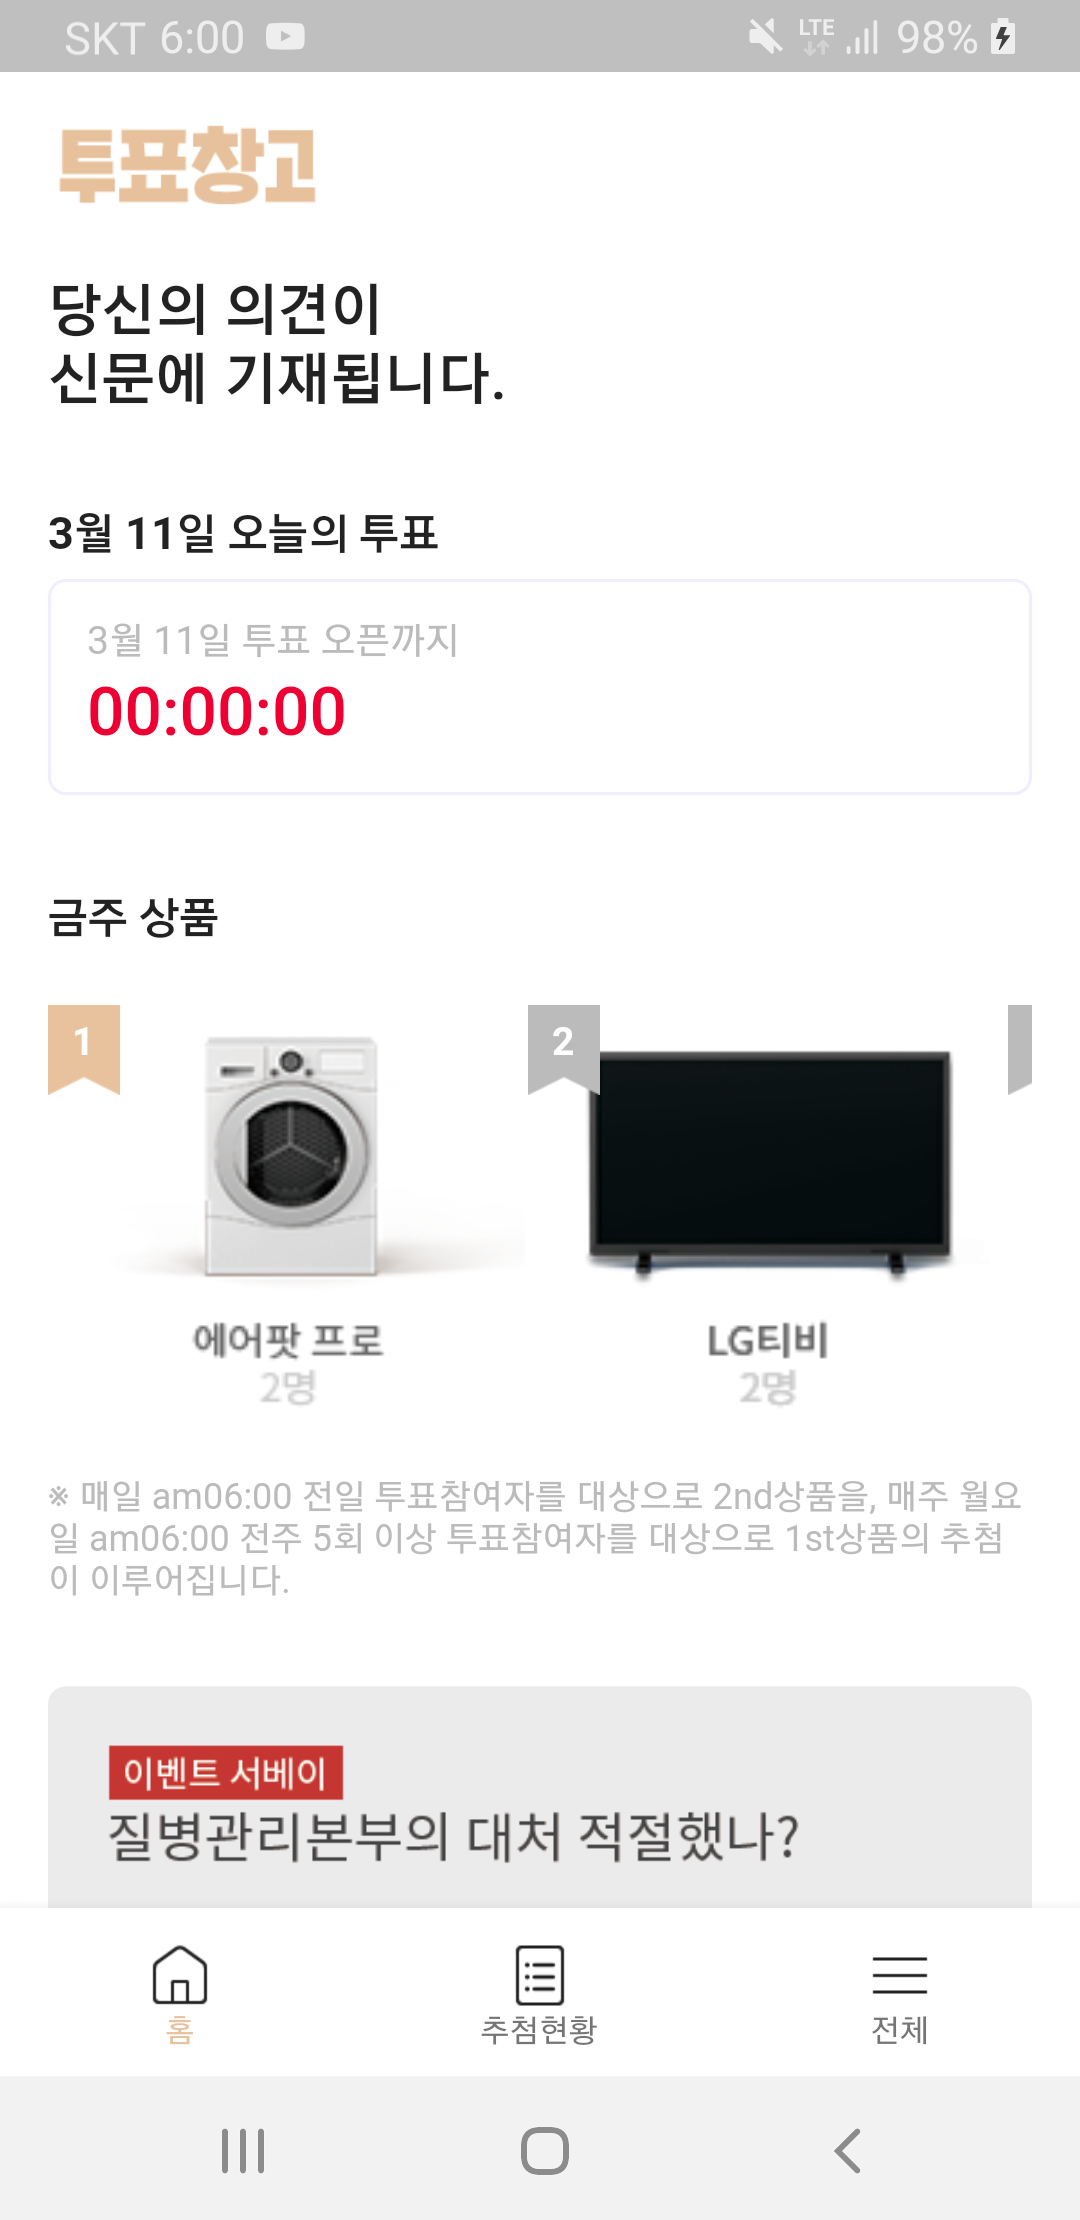 SKT 6:00
LTE
98%
투표창고
당신의 의견이
신문에 기재됩니다.
3월 11일 오늘의 투표
3월 11일 투표 오픈까지
00:00:00
금주 상품
1
2
에어팟 프로
2명
LG티비
2명
※ 매일 am06:00 전일 투표참여자를 대상으로 2nd상품을, 매주 월요
일 am06:00 전주 5회 이상 투표참여자를 대상으로 1st상품의 추첨
이 이루어집니다.
이벤트 서베이
질병관리본부의 대처 적절했나?
홈
추첨현황
전체